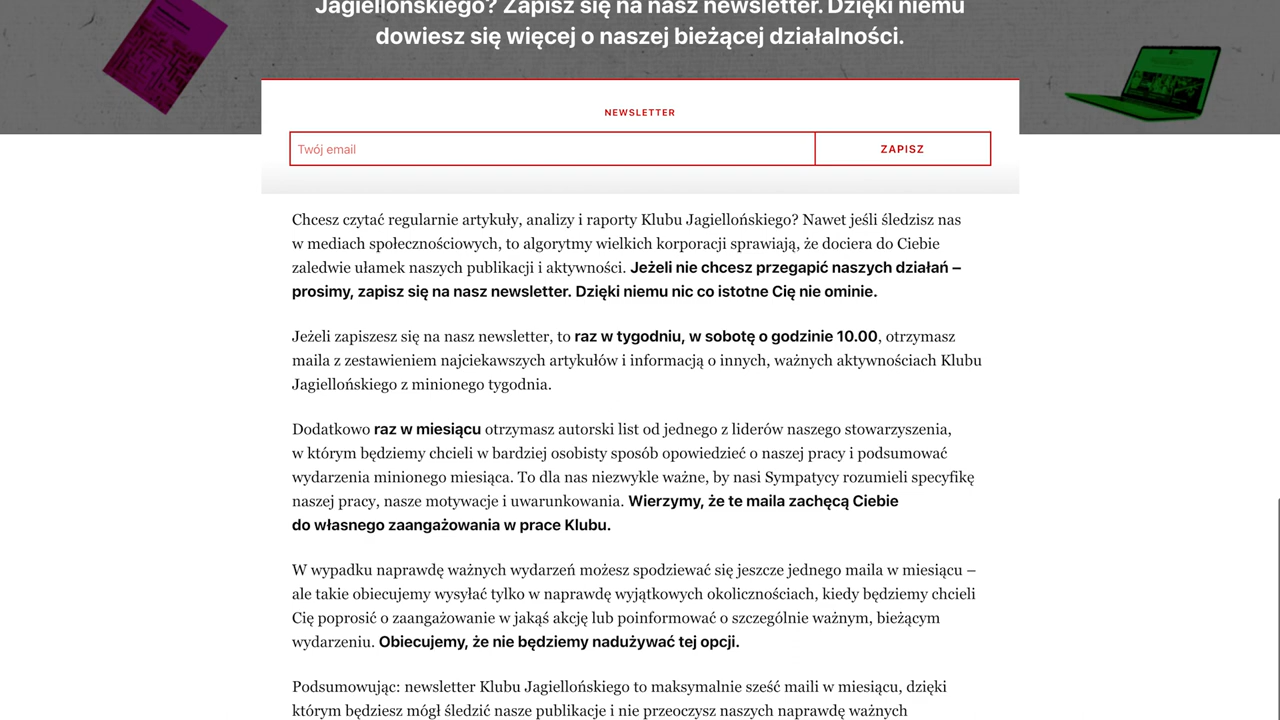 Jagiellońskiego? Zapisz się na nasz newsletter. Dzięki niemu
dowiesz się więcej o naszej bieżącej działalności.
NEWSLETTER
Twój email
ZAPISZ
Chcesz czytać regularnie artykuły, analizy i raporty Klubu Jagiellońskiego? Nawet jeśli śledzisz nas
w mediach społecznościowych, to algorytmy wielkich korporacji sprawiają, że dociera do Ciebie
zaledwie ułamek naszych publikacji i aktywności. Jeżeli nie chcesz przegapić naszych działań –
prosimy, zapisz się na nasz newsletter. Dzięki niemu nic co istotne Cię nie ominie.
Jeżeli zapiszesz się na nasz newsletter, to raz w tygodniu, w sobotę o godzinie 10.00, otrzymasz
maila z zestawieniem najciekawszych artykułów i informacją o innych, ważnych aktywnościach Klubu
Jagiellońskiego z minionego tygodnia.
Dodatkowo raz w miesiącu otrzymasz autorski list od jednego z liderów naszego stowarzyszenia,
w którym będziemy chcieli w bardziej osobisty sposób opowiedzieć o naszej pracy i podsumować
wydarzenia minionego miesiąca. To dla nas niezwykle ważne, by nasi Sympatycy rozumieli specyfikę
naszej pracy, nasze motywacje i uwarunkowania. Wierzymy, że te maila zachęcą Ciebie
do własnego zaangażowania w prace Klubu.
W wypadku naprawdę ważnych wydarzeń możesz spodziewać się jeszcze jednego maila w miesiącu –
ale takie obiecujemy wysyłać tylko w naprawdę wyjątkowych okolicznościach, kiedy będziemy chcieli
Cię poprosić o zaangażowanie w jakąś akcję lub poinformować o szczególnie ważnym, bieżącym
wydarzeniu. Obiecujemy, że nie będziemy nadużywać tej opcji.
Podsumowując: newsletter Klubu Jagiellońskiego to maksymalnie sześć maili w miesiącu, dzięki
którym będziesz mógł śledzić nasze publikacje i nie przeoczysz naszych naprawdę ważnych